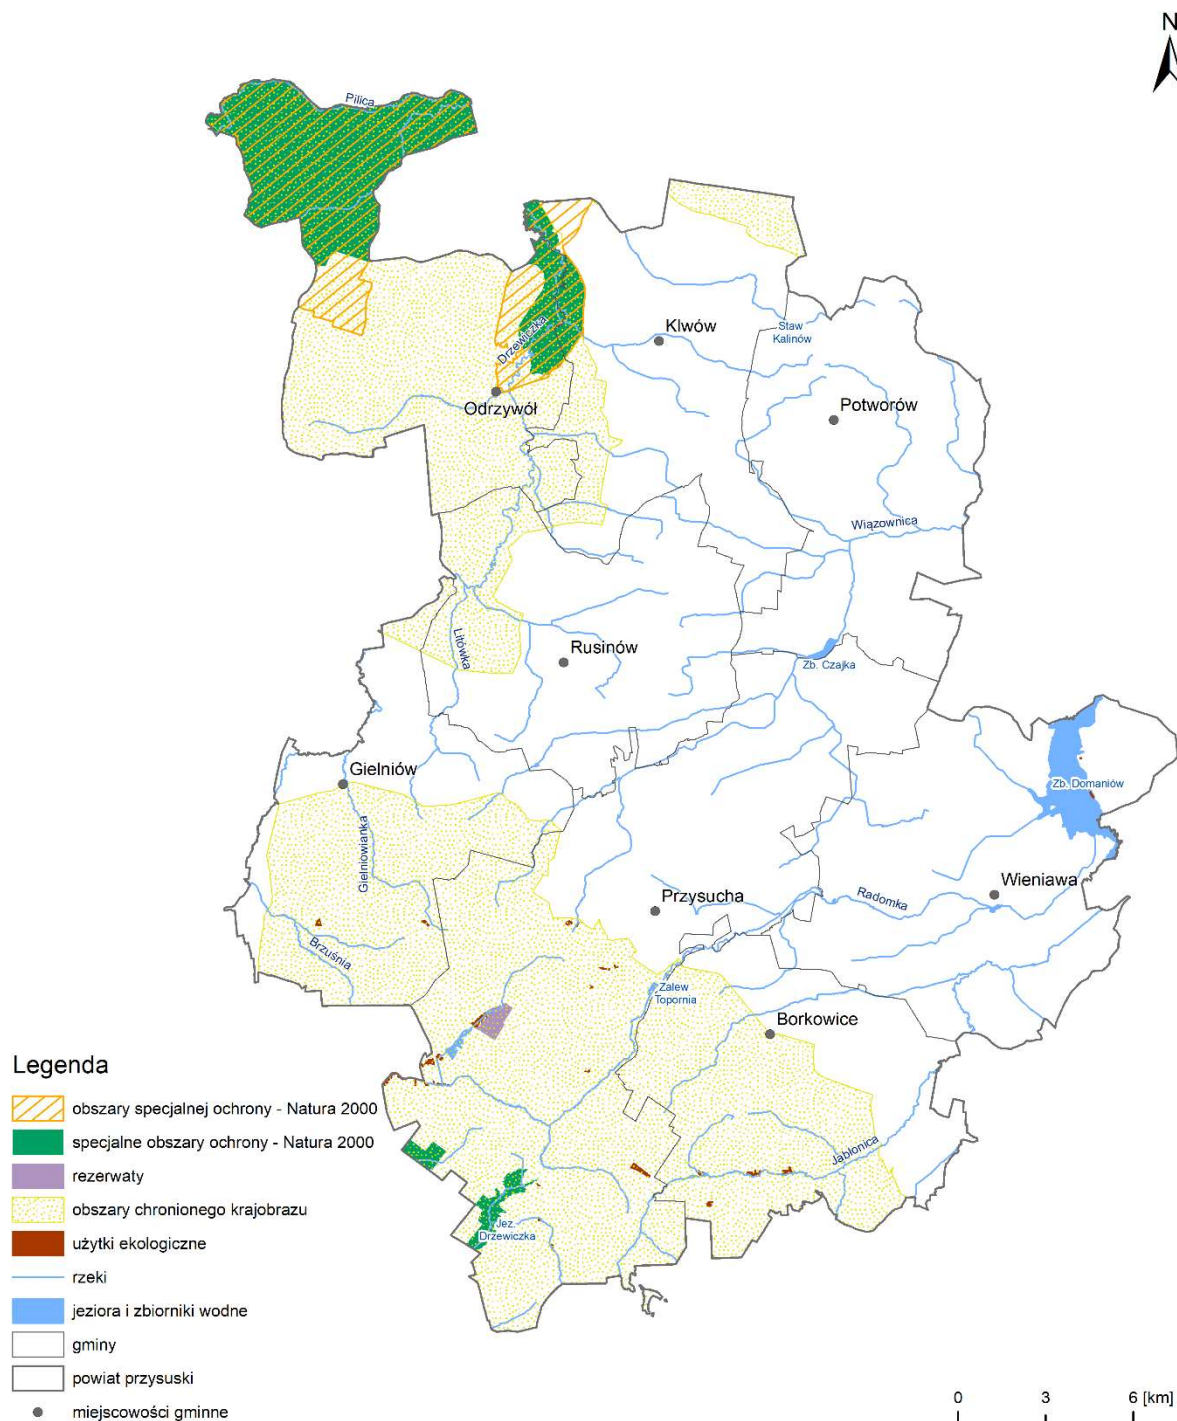 N
Pilica
Klwów
Staw
Kalinów
Drzewiczka
Potworów
Odrzywół
Wiązownica
Litówka
Rusinów
Zb. Czajka
Gielniów
Zb. Domaniów
Gielniowianka
Przysucha
Radomka
Wieniawa
Brzuśnia
Zalew
Topornia
Borkowice
Jabłonica
Jez.
Drzewiczka
Legenda
obszary specjalnej ochrony - Natura 2000
specjalne obszary ochrony - Natura 2000
rezerwaty
obszary chronionego krajobrazu
użytki ekologiczne
rzeki
jeziora i zbiorniki wodne
gminy
powiat przysuski
miejscowości gminne
0 3 6 [km]